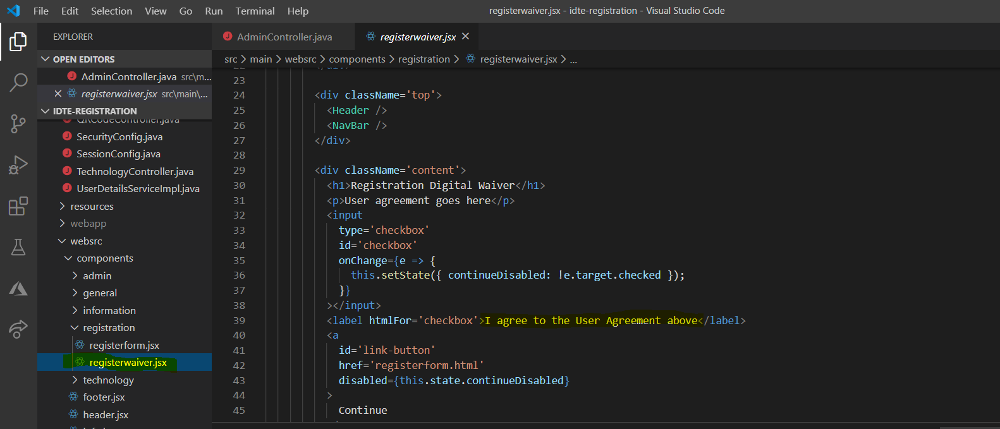 File Edit Selection View Go Run Terminal Help
registerwaiver.jsx - idte-registration - Visual Studio Code
EXPLORER
OPEN EDITORS
AdminController.java src\m...
registerwaiver.jsx src\main\...
IDTE-REGISTRATION
QRCodeController.java
SecurityConfig.java
SessionConfig.java
TechnologyController.java
UserDetailsServiceImpl.java
resources
webapp
websrc
components
admin
general
information
registration
registerform.jsx
registerwaiver.jsx
technology
footer.jsx
header.jsx
AdminController.java
registerwaiver.jsx
src > main > websrc > components > registration > registerwaiver.jsx > ...
22 </div>
23
24 <div className='top'>
25 <Header />
26 <NavBar />
27 </div>
28
29 <div className='content'>
30 <h1>Registration Digital Waiver</h1>
31 <p>User agreement goes here</p>
32 <input
33 type='checkbox'
34 id='checkbox'
35 onChange={e => {
36 this.setState({ continueDisabled: !e.target.checked });
37 }}
38 ></input>
39 <label htmlFor='checkbox'>I agree to the User Agreement above</label>
40 <a
41 id='link-button'
42 href='registerform.html'
43 disabled={this.state.continueDisabled}
44 >
45 Continue